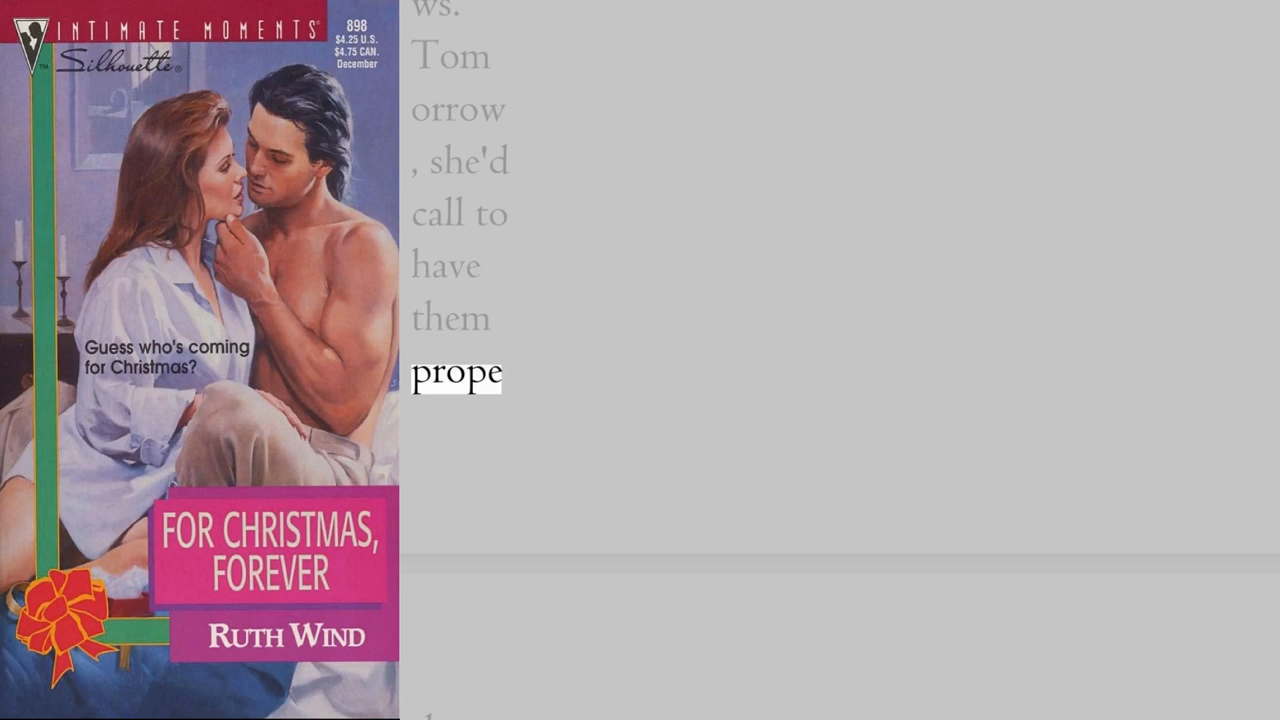 INTIMATE MOMENTS®
898
$4.25 U.S.
$4.75 CAN.
December
TM
Silhouette®
Guess who's coming
for Christmas?
FOR CHRISTMAS,
FOREVER
RUTH WIND
ws.
Tom
orrow
, she'd
call to
have
them
prope